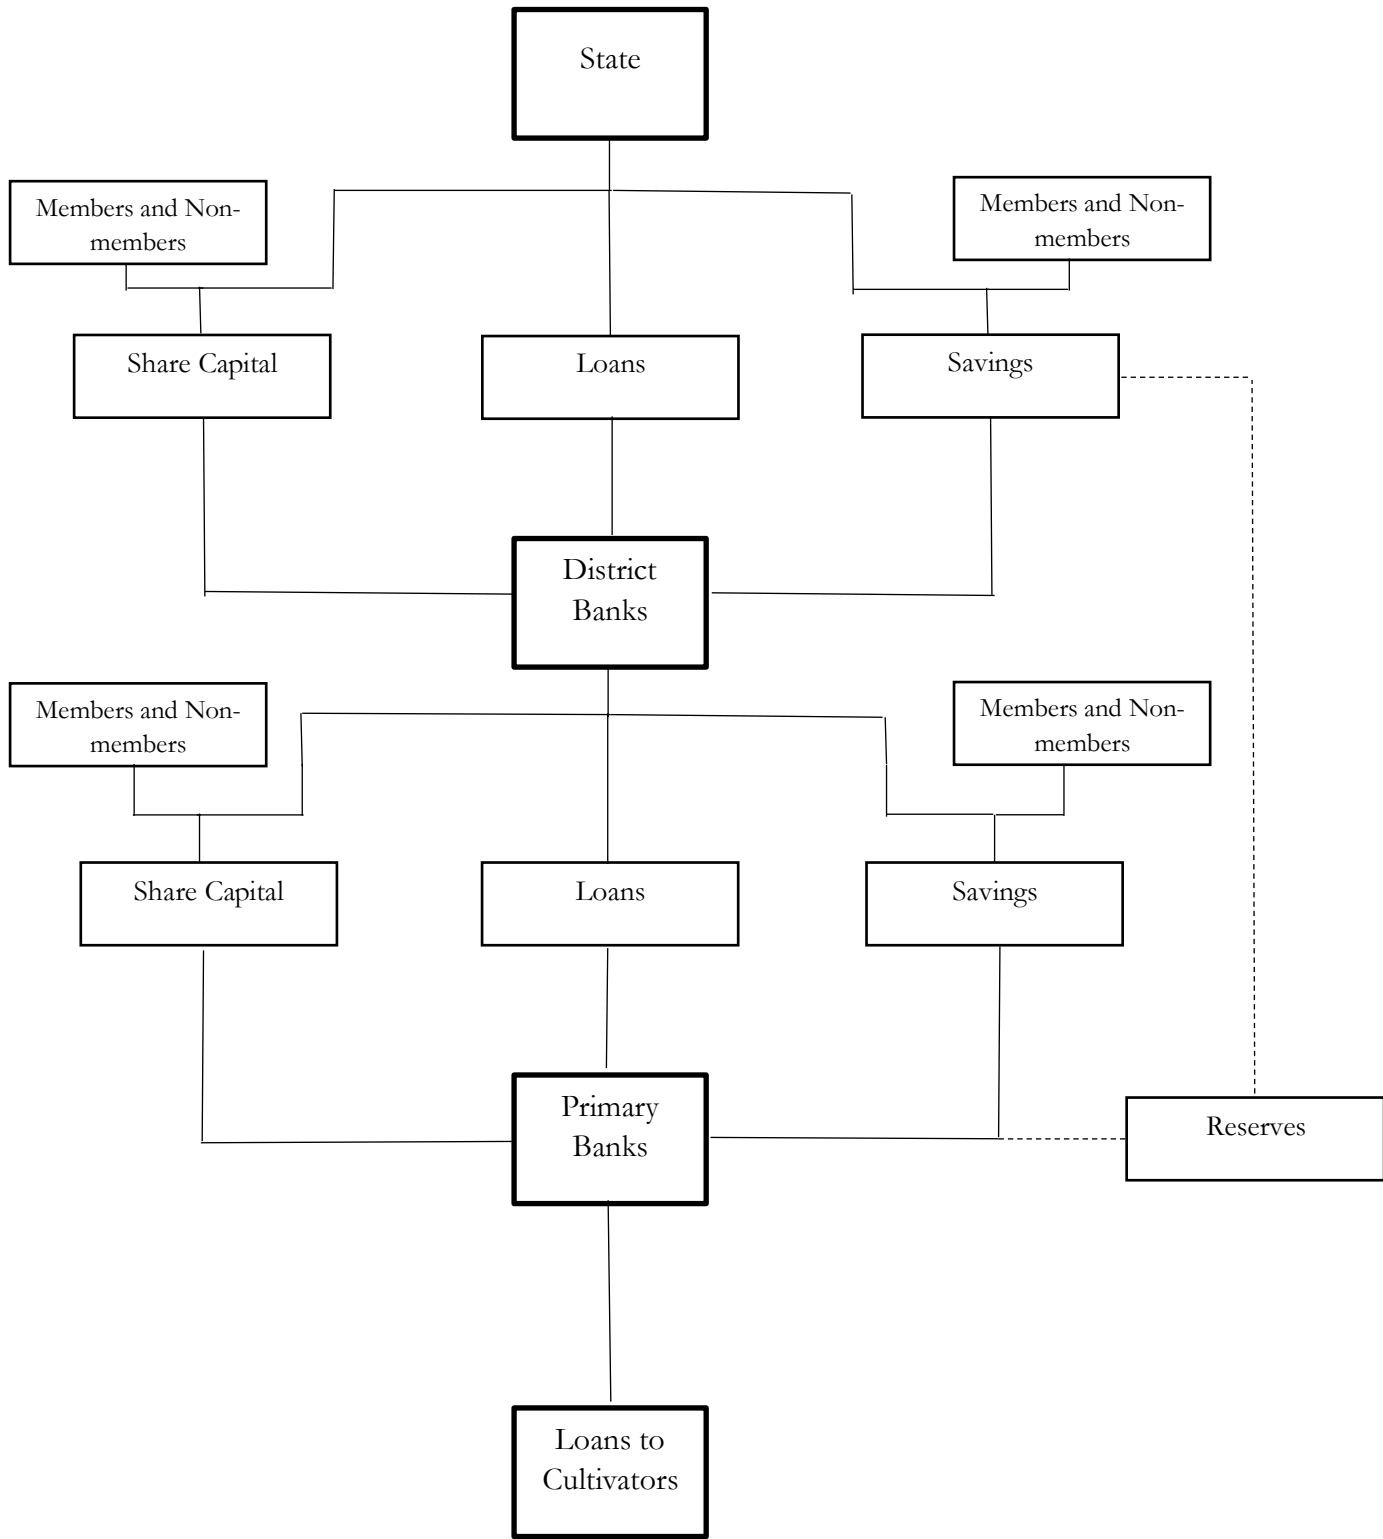 State
Members and Non-
members
Members and Non-
members
Share Capital
Loans
Savings
District
Banks
Members and Non-
members
Members and Non-
members
Share Capital
Loans
Savings
Primary
Banks
Reserves
Loans to
Cultivators